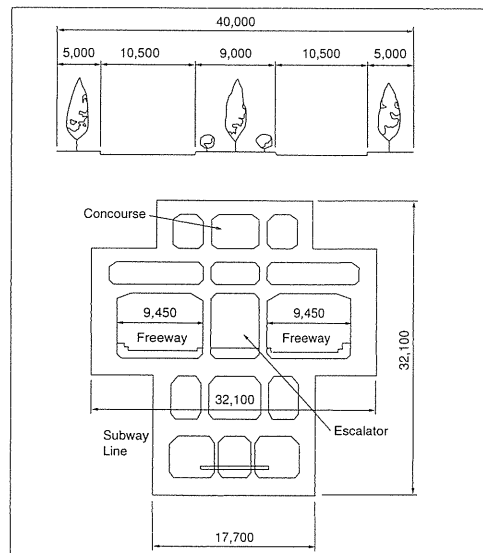 40,000
5,000 10,500 9,000 10,500 5,000
Concourse
9,450 9,450
Freeway Freeway
32,100
32,100
Subway
Line
Escalator
17,700